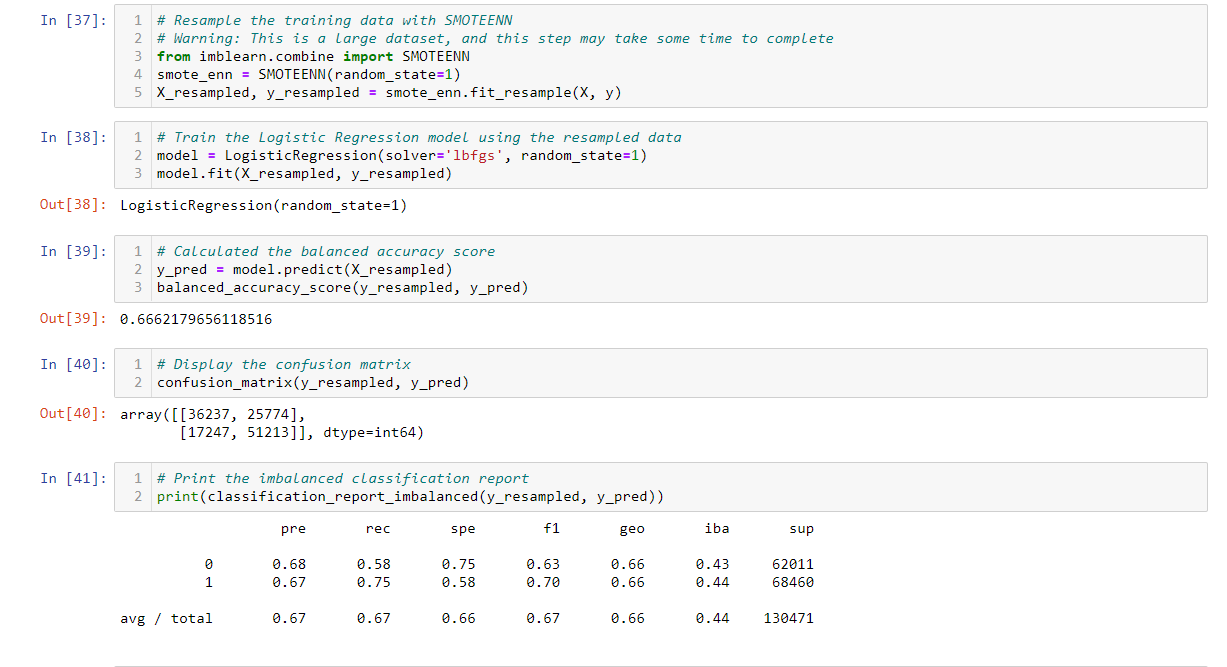 In [37]:
1 # Resample the training data with SMOTEENN
2 # Warning: This is a large dataset, and this step may take some time to complete
3 from imblearn.combine import SMOTEENN
4 smote_enn = SMOTEENN(random_state=1)
5 X_resampled, y_resampled = smote_enn.fit_resample(X, y)
In [38]:
1 # Train the Logistic Regression model using the resampled data
2 model = LogisticRegression(solver='lbfgs', random_state=1)
3 model.fit(X_resampled, y_resampled)
Out[38]: LogisticRegression(random_state=1)
In [39]:
1 # Calculated the balanced accuracy score
2 y_pred = model.predict(X_resampled)
3 balanced_accuracy_score(y_resampled, y_pred)
Out[39]: 0.6662179656118516
In [40]:
1 # Display the confusion matrix
2 confusion_matrix(y_resampled, y_pred)
Out[40]: array([[36237, 25774],
[17247, 51213]], dtype=int64)
In [41]:
1 # Print the imbalanced classification report
2 print(classification_report_imbalanced(y_resampled, y_pred))
pre rec spe f1 geo iba sup
0 0.68 0.58 0.75 0.63 0.66 0.43 62011
1 0.67 0.75 0.58 0.70 0.66 0.44 68460
avg / total 0.67 0.67 0.66 0.67 0.66 0.44 130471